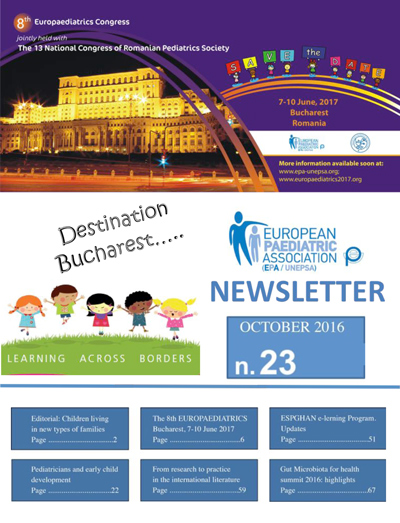 8th Europaediatrics Congress
jointly held with
The 13 National Congress of Romanian Pediatrics Society
SAVE the DATE
7-10 June, 2017
Bucharest
Romania
EUROPEAN
PAEDIATRIC
ASSOCIATION
More information available soon at:
www.epa-unepsa.org;
www.europaediatrics2017.org
Destination
Bucharest.....
LEARNING ACROSS BORDERS
EUROPEAN
PAEDIATRIC
ASSOCIATION
(EPA / UNEPSA)
NEWSLETTER
OCTOBER 2016
n. 23
Editorial: Children living
in new types of families
Page ..............................2
The 8th EUROPAEDIATRICS
Bucharest, 7-10 June 2017
Page ..............................6
ESPGHAN e-lerning Program.
Updates
Page ..............................51
Pediatricians and early child
development
Page ............................22
From research to practice
in the international literature
Page ..............................59
Gut Microbiota for health
summit 2016: highlights
Page ..............................67